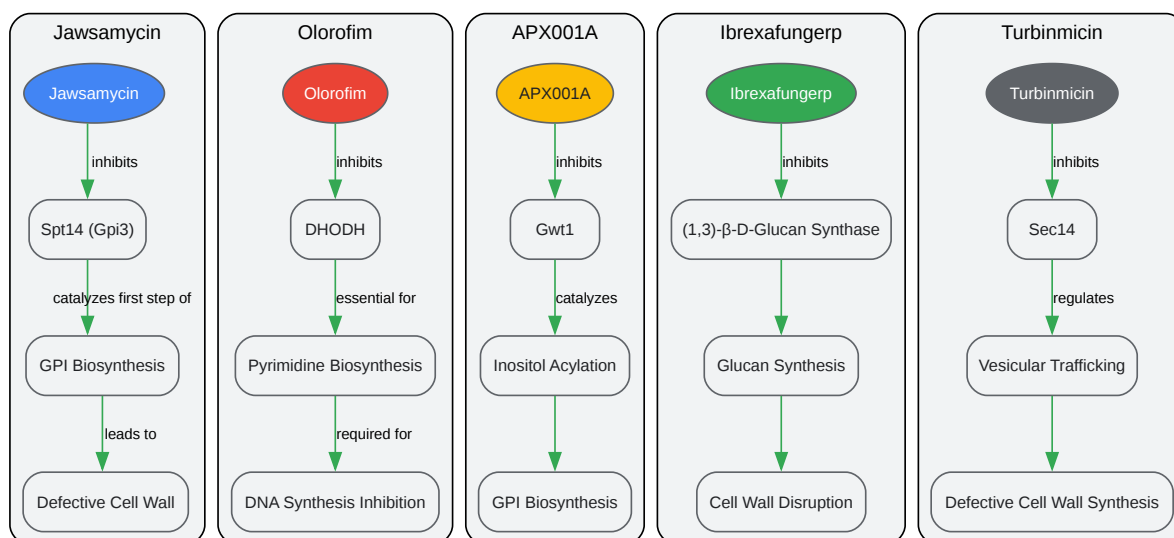 Jawsamycin
Jawsamycin
inhibits
Spt14 (Gpi3)
catalyzes first step of
GPI Biosynthesis
leads to
Defective Cell Wall
Olorofim
Olorofim
inhibits
DHODH
essential for
Pyrimidine Biosynthesis
required for
DNA Synthesis Inhibition
APX001A
APX001A
inhibits
Gwt1
catalyzes
Inositol Acylation
GPI Biosynthesis
Ibrexafungerp
Ibrexafungerp
inhibits
(1,3)-β-D-Glucan Synthase
Glucan Synthesis
Cell Wall Disruption
Turbinmicin
Turbinmicin
inhibits
Sec14
regulates
Vesicular Trafficking
Defective Cell Wall Synthesis